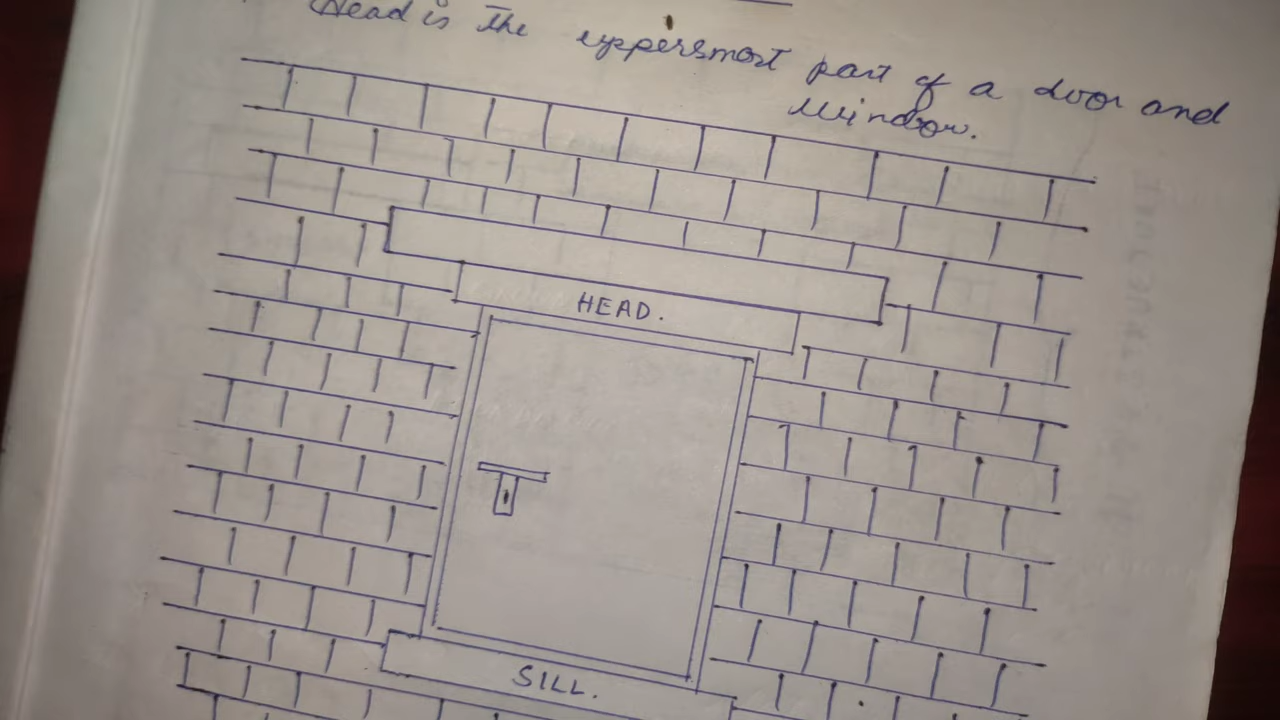 Head is The uppersmost part of a door and
window.
HEAD.
SILL.